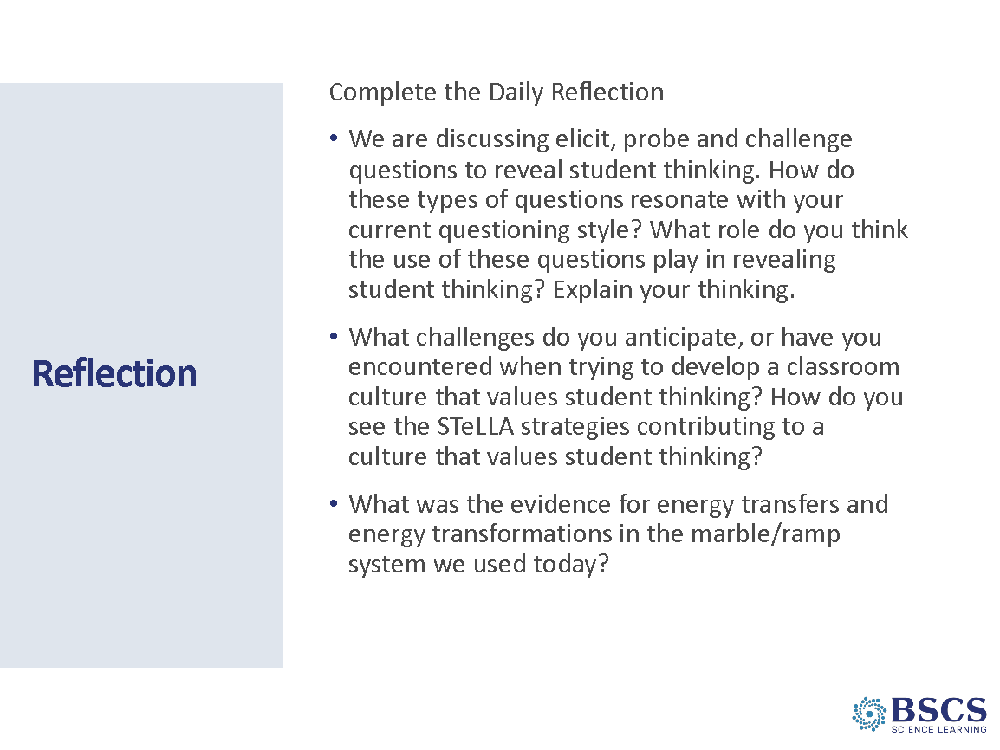 Complete the Daily Reflection
• We are discussing elicit, probe and challenge
questions to reveal student thinking. How do
these types of questions resonate with your
current questioning style? What role do you think
the use of these questions play in revealing
student thinking? Explain your thinking.
• What challenges do you anticipate, or have you
encountered when trying to develop a classroom
culture that values student thinking? How do you
see the STeLLA strategies contributing to a
culture that values student thinking?
• What was the evidence for energy transfers and
energy transformations in the marble/ramp
system we used today?
Reflection
BSCS
SCIENCE LEARNING